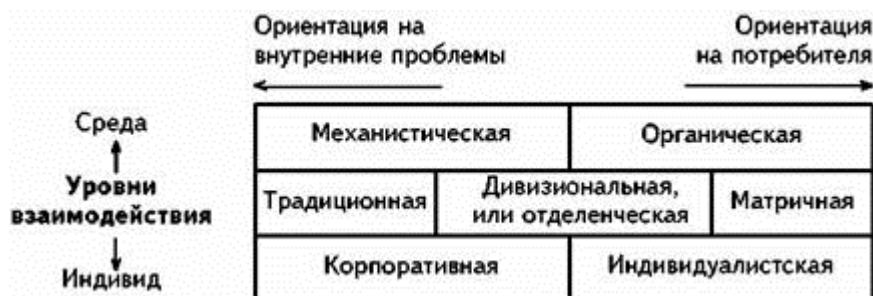 Ориентация на
внутренние проблемы
Ориентация
на потребителя
Среда
Механистическая
Органическая
Уровни
взаимодействия
Традиционная
Дивизиональная,
или отделенческая
Матричная
Индивид
Корпоративная
Индивидуалистская